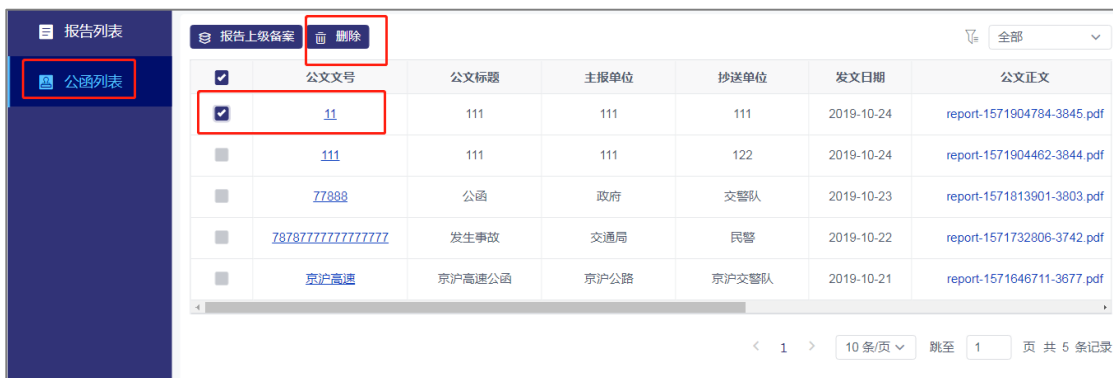 报告列表
公函列表
报告上级备案 删除 全部
公文文号 公文标题 主报单位 抄送单位 发文日期 公文正文
11 111 111 111 2019-10-24 report-1571904784-3845.pdf
111 111 111 122 2019-10-24 report-1571904462-3844.pdf
77888 公函 政府 交警队 2019-10-23 report-1571813901-3803.pdf
78787777777777777 发生事故 交通局 民警 2019-10-22 report-1571732806-3742.pdf
京沪高速 京沪高速公函 京沪公路 京沪交警队 2019-10-21 report-1571646711-3677.pdf
< 1 > 10 条/页 跳至 1 页 共 5 条记录